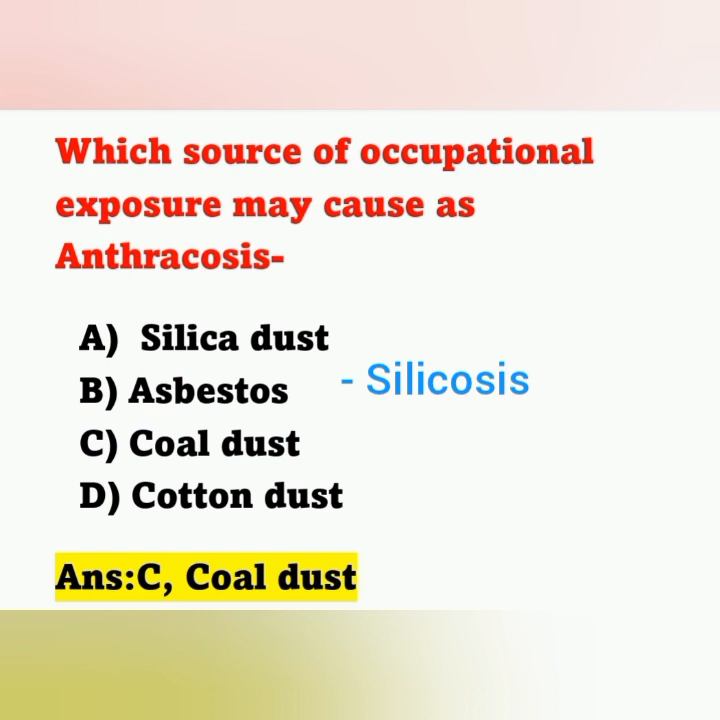 Which source of occupational
exposure may cause as
Anthracosis-
A) Silica dust
- Silicosis
B) Asbestos
C) Coal dust
D) Cotton dust
Ans:C, Coal dust